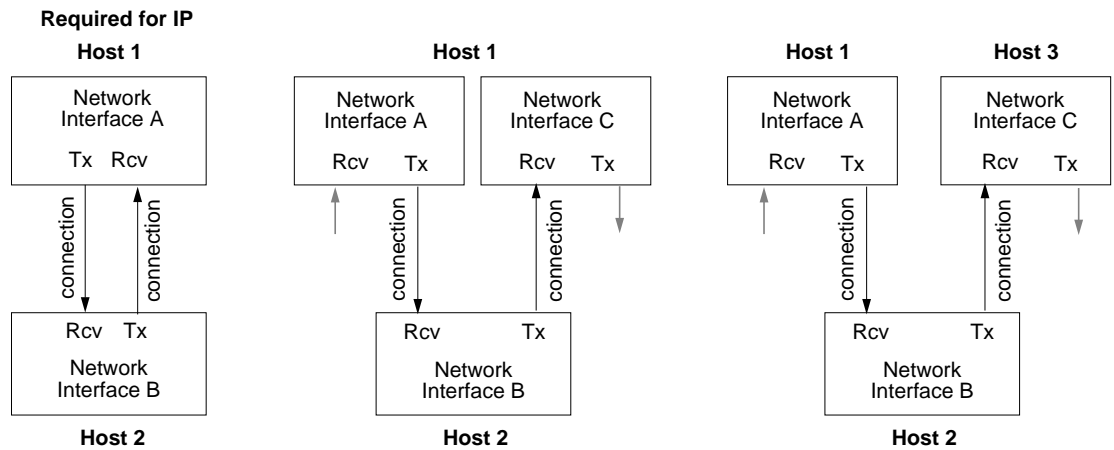 Required for IP
Host 1
Network
Interface A
Tx Rcv
connection
connection
Rcv Tx
Network
Interface B
Host 2
Host 1
Network
Interface A
Rcv Tx
Network
Interface C
Rcv Tx
connection
connection
Rcv Tx
Network
Interface B
Host 2
Host 1
Network
Interface A
Rcv Tx
Host 3
Network
Interface C
Rcv Tx
connection
connection
Rcv Tx
Network
Interface B
Host 2